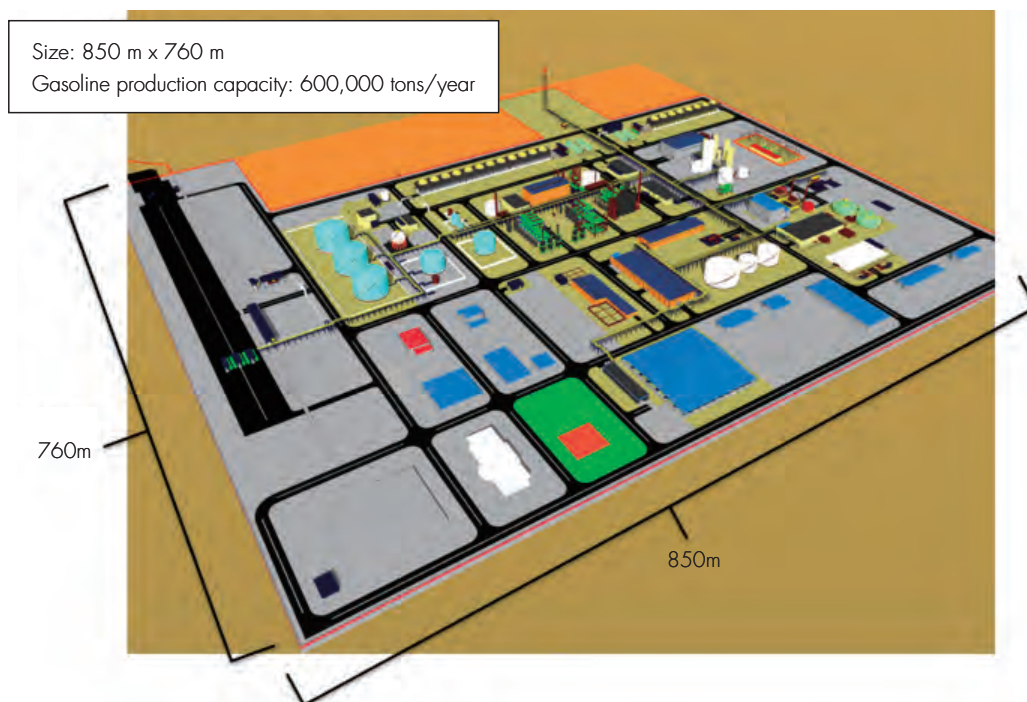 Size: 850 m x 760 m
Gasoline production capacity: 600,000 tons/year
760m
850m